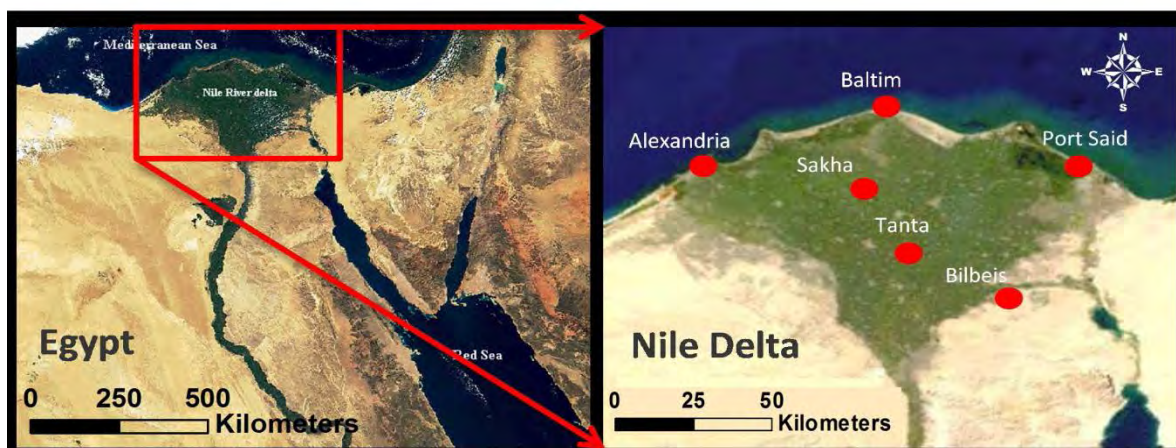 Mediterranean Sea
Nile River delta
Red Sea
Egypt
0 250 500
Kilometers
N
W E
S
Baltim
Alexandria
Port Said
Sakha
Tanta
Bilbeis
Nile Delta
0 25 50
Kilometers